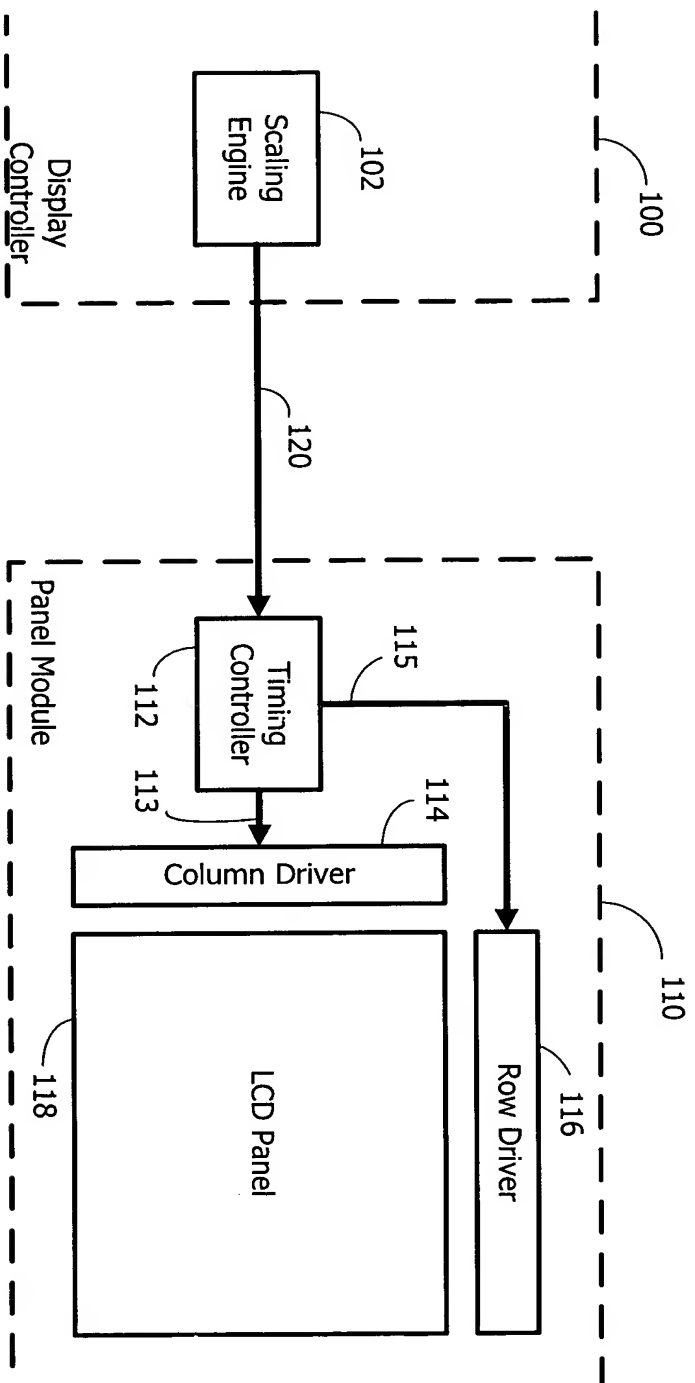 100
102
Scaling
Engine
Display
Controller
120
110
115
Timing
Controller
112
113
114
Column Driver
116
Row Driver
LCD Panel
118
Panel Module